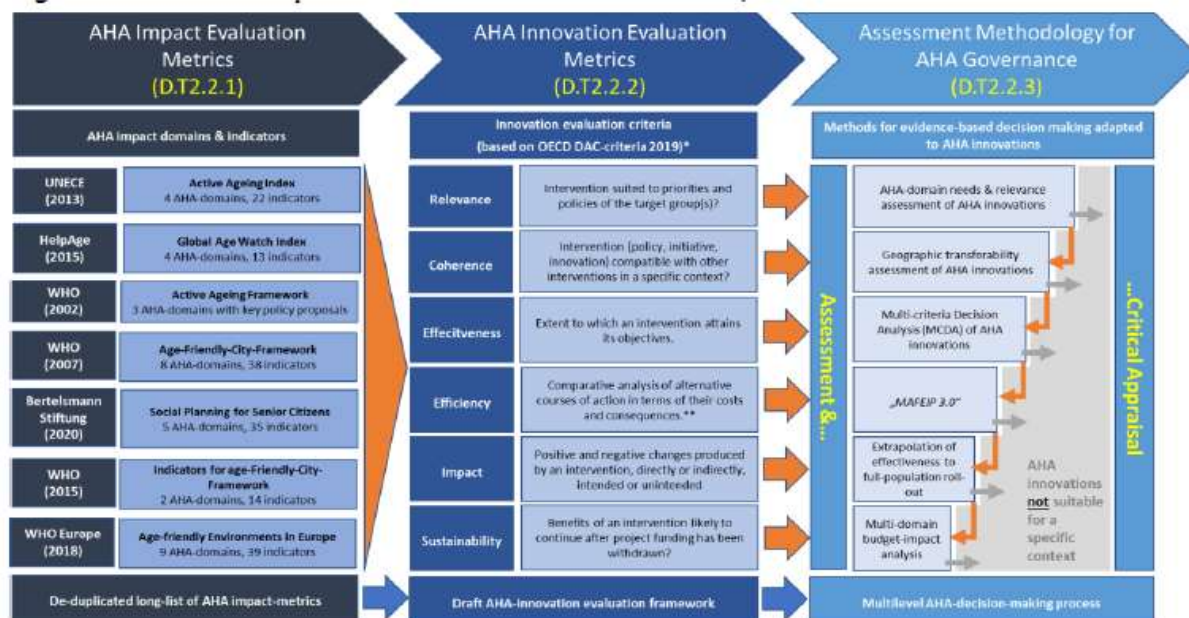 AHA Impact Evaluation
Metrics
(D.T2.2.1)
AHA Innovation Evaluation
Metrics
(D.T2.2.2)
Assessment Methodology for
AHA Governance
(D.T2.2.3)
AHA impact domains & indicators
Innovation evaluation criteria
(based on OECD DAC-criteria 2019)*
Methods for evidence-based decision making adapted
to AHA innovations
UNECE
(2013)
Active Ageing Index
4 AHA-domains, 22 indicators
HelpAge
(2015)
Global Age Watch Index
4 AHA-domains, 13 indicators
WHO
(2002)
Active Ageing Framework
3 AHA-domains with key policy proposals
WHO
(2007)
Age-Friendly-City-Framework
8 AHA-domains, 38 indicators
Bertelsmann
Stiftung
(2020)
Social Planning for Senior Citizens
5 AHA-domains, 35 indicators
WHO
(2015)
Indicators for age-Friendly-City-
Framework
2 AHA-domains, 14 indicators
WHO Europe
(2018)
Age-friendly Environments in Europe
9 AHA-domains, 39 indicators
De-duplicated long-list of AHA impact-metrics
Relevance
Intervention suited to priorities and
policies of the target group(s)?
Coherence
Intervention (policy, initiative,
innovation) compatible with other
interventions in a specific context?
Effecitveness
Extent to which an intervention attains
its objectives.
Efficiency
Comparative analysis of alternative
courses of action in terms of their costs
and consequences.**
Impact
Positive and negative changes produced
by an intervention, directly or indirectly,
intended or unintended
Sustainability
Benefits of an intervention likely to
continue after project funding has been
withdrawn?
Draft AHA-innovation evaluation framework
Assessment &...
AHA-domain needs & relevance
assessment of AHA innovations
Geographic transferability
assessment of AHA innovations
Multi-criteria Decision
Analysis (MCDA) of AHA
innovations
„MAFEIP 3.0“
Extrapolation of
effectiveness to
full-population roll-
out
Multi-domain
budget-impact
analysis
AHA
innovations
not suitable
for a
specific
context
...Critical Appraisal
Multilevel AHA-decision-making process